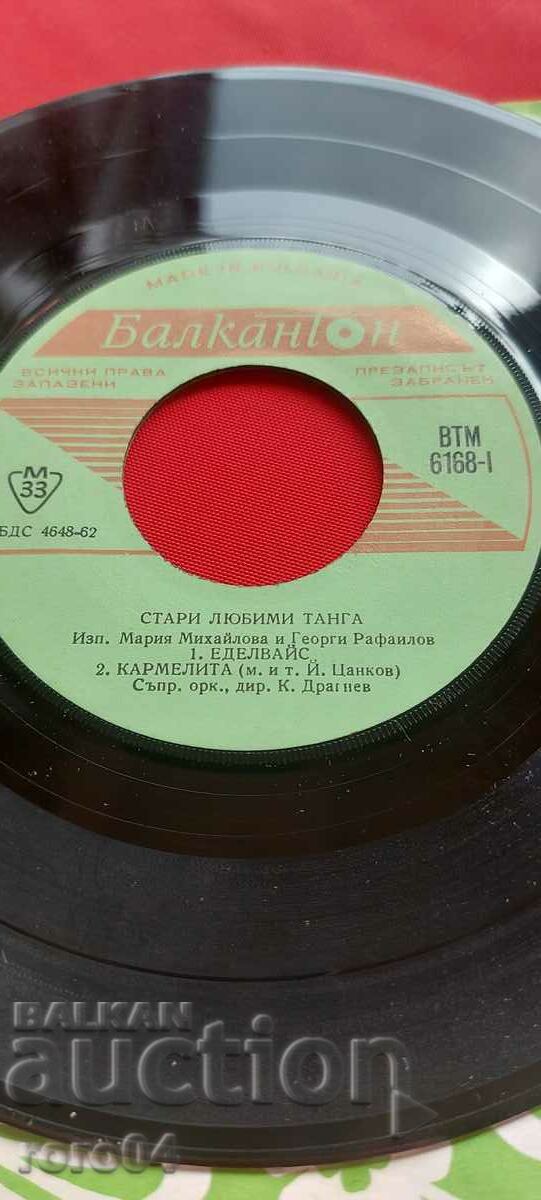 MADE IN BULGARIA
Балкантон
ВСИЧКИ ПРАВА
ЗАПАЗЕНИ
ПРЕЗАПИСЪТ
ЗАБРАНЕН
ВТМ
6168-I
М
33
БДС 4648-62
СТАРИ ЛЮБИМИ ТАНГА
Изп. Мария Михайлова и Георги Рафаилов
1. ЕДЕЛВАЙС
2. КАРМЕЛИТА (м. и т. Й. Цанков)
Съпр. орк., дир. К. Драгнев
BALKAN
auction
roro04